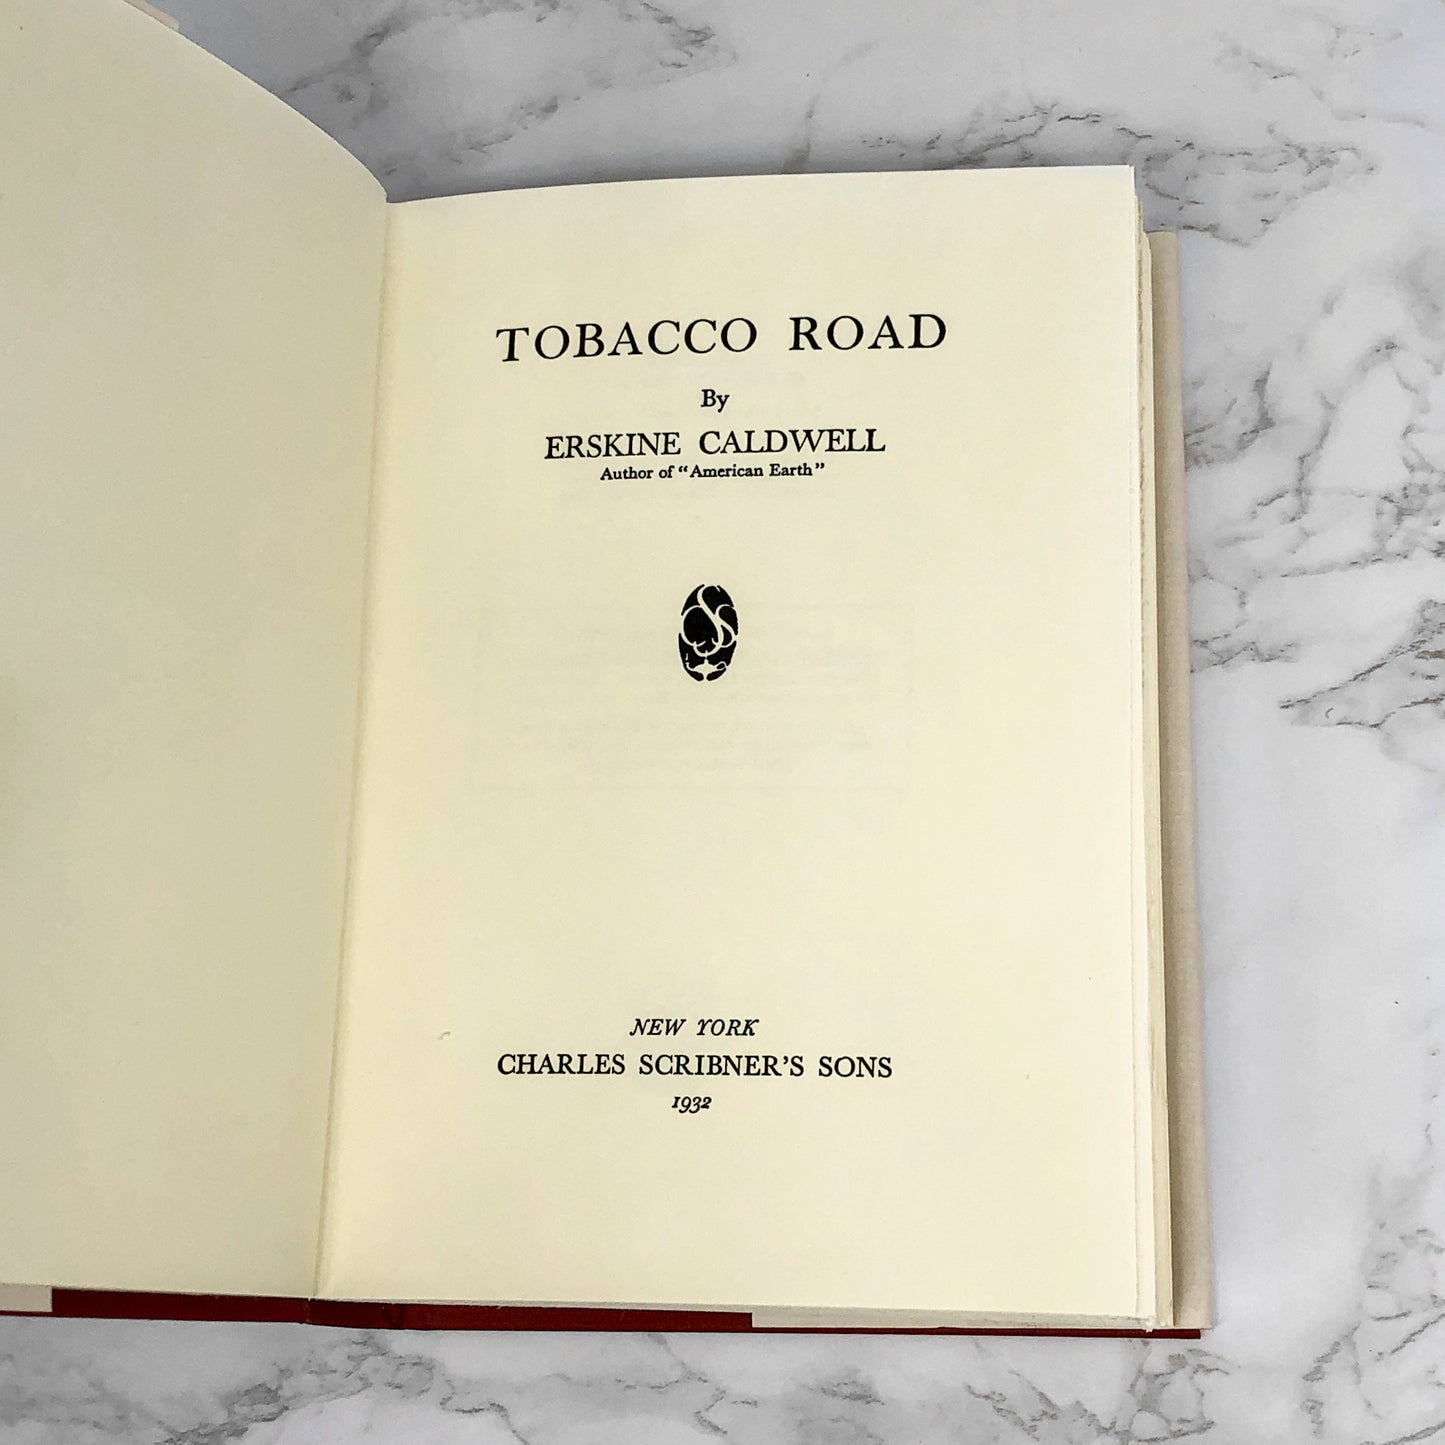 TOBACCO ROAD
By
ERSKINE CALDWELL
Author of "American Earth"
NEW YORK
CHARLES SCRIBNER'S SONS
1932